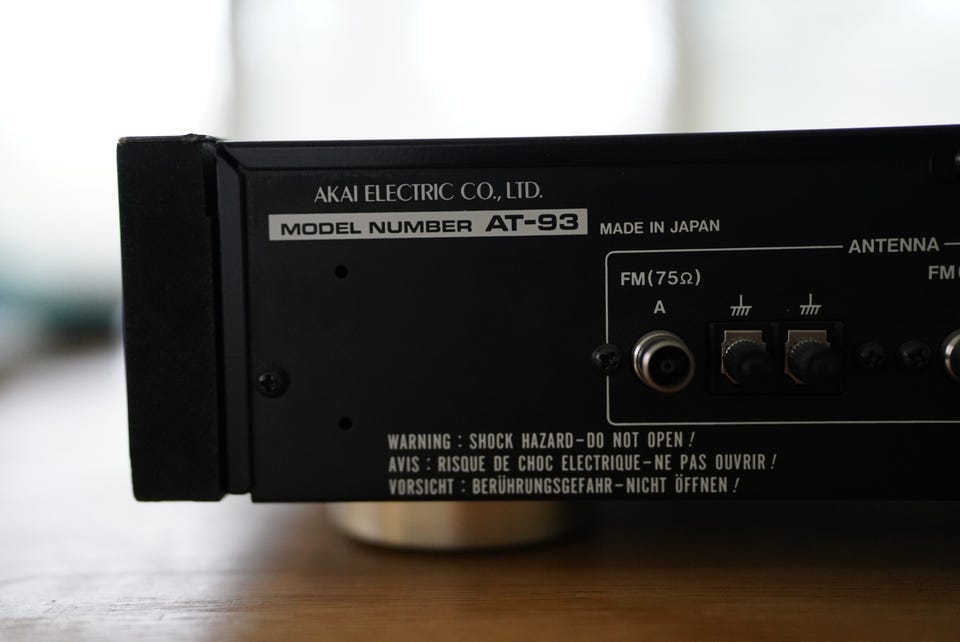 AKAI ELECTRIC CO., LTD.
MODEL NUMBER AT-93 MADE IN JAPAN
ANTENNA
FM(75Ω) FM(
A
WARNING : SHOCK HAZARD–DO NOT OPEN !
AVIS : RISQUE DE CHOC ELECTRIQUE–NE PAS OUVRIR !
VORSICHT : BERÜHRUNGSGEFAHR–NICHT ÖFFNEN !